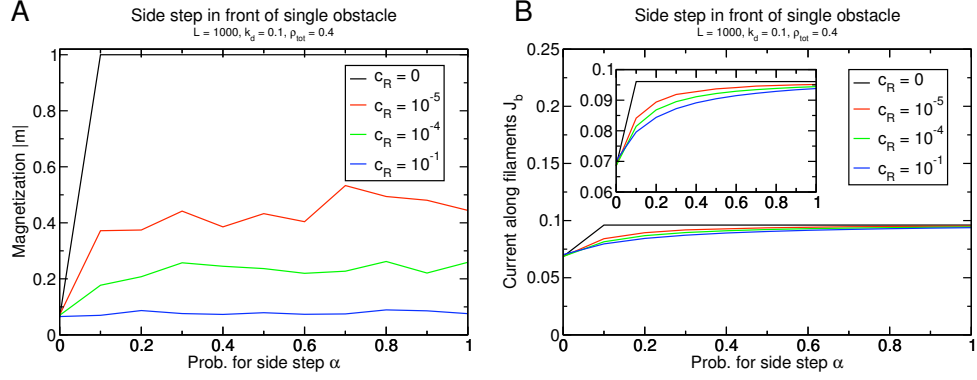 A
Side step in front of single obstacle
L = 1000, k_d = 0.1, ρ_tot = 0.4
Magnetization |m|
1
0.8
0.6
0.4
0.2
0
c_R = 0
c_R = 10^-5
c_R = 10^-4
c_R = 10^-1
0 0.2 0.4 0.6 0.8 1
Prob. for side step α
B
Side step in front of single obstacle
L = 1000, k_d = 0.1, ρ_tot = 0.4
Current along filaments J_b
0.25
0.2
0.15
0.1
0.05
0
0.1
0.09
0.08
0.07
0.06
0 0.2 0.4 0.6 0.8 1
c_R = 0
c_R = 10^-5
c_R = 10^-4
c_R = 10^-1
0 0.2 0.4 0.6 0.8 1
Prob. for side step α